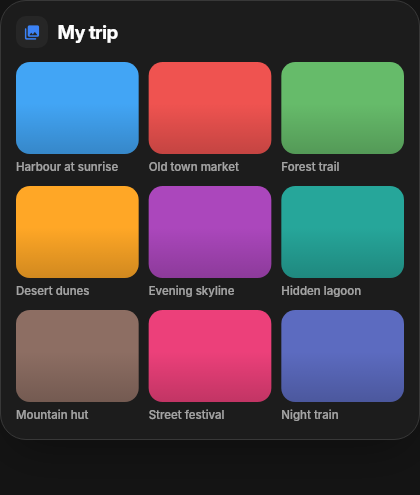 My trip
Harbour at sunrise
Old town market
Forest trail
Desert dunes
Evening skyline
Hidden lagoon
Mountain hut
Street festival
Night train